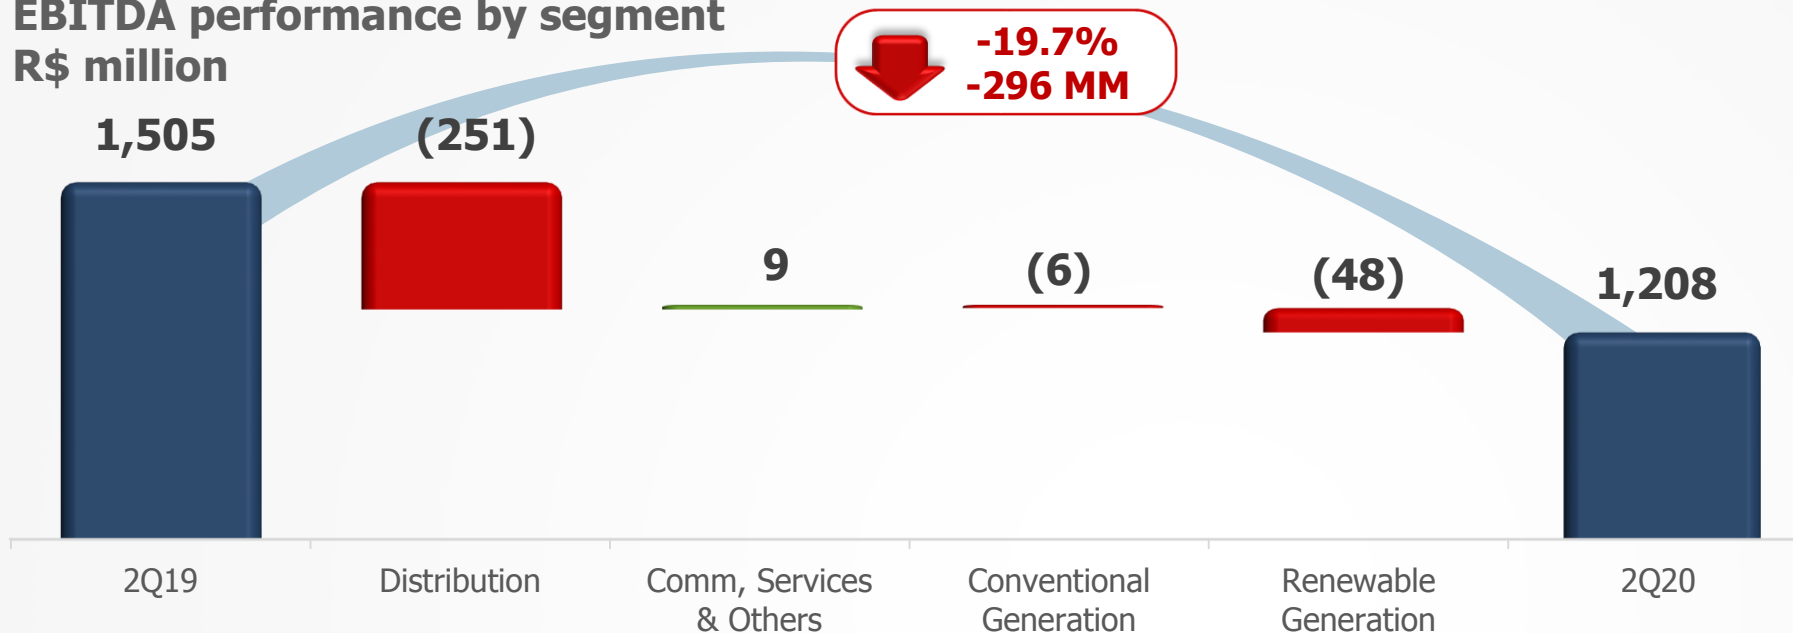 EBITDA performance by segment
R$ million
-19.7%
-296 MM
1,505
(251)
9
(6)
(48)
1,208
2Q19
Distribution
Comm, Services
& Others
Conventional
Generation
Renewable
Generation
2Q20